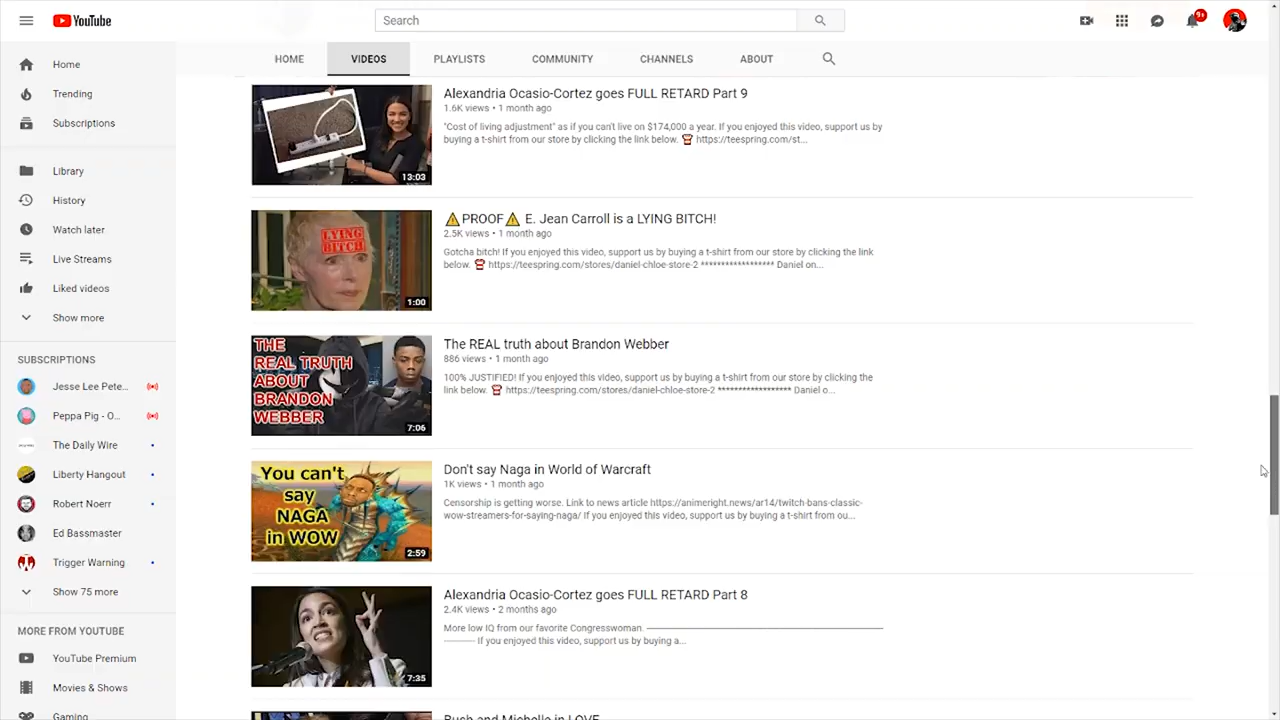 YouTube
Search
9+
HOME VIDEOS PLAYLISTS COMMUNITY CHANNELS ABOUT
Home
Trending
Subscriptions
Library
History
Watch later
Live Streams
Liked videos
Show more
SUBSCRIPTIONS
Jesse Lee Pete...
Peppa Pig - O...
The Daily Wire
Liberty Hangout
Robert Noerr
Ed Bassmaster
Trigger Warning
Show 75 more
MORE FROM YOUTUBE
YouTube Premium
Movies & Shows
Gaming
13:03
Alexandria Ocasio-Cortez goes FULL RETARD Part 9
1.6K views • 1 month ago
"Cost of living adjustment" as if you can't live on $174,000 a year. If you enjoyed this video, support us by
buying a t-shirt from our store by clicking the link below. https://teespring.com/st...
LYING
BITCH
1:00
⚠PROOF⚠ E. Jean Carroll is a LYING BITCH!
2.5K views • 1 month ago
Gotcha bitch! If you enjoyed this video, support us by buying a t-shirt from our store by clicking the link
below. https://teespring.com/stores/daniel-chloe-store-2 ****************** Daniel on...
THE
REAL TRUTH
ABOUT
BRANDON
WEBBER
7:06
The REAL truth about Brandon Webber
886 views • 1 month ago
100% JUSTIFIED! If you enjoyed this video, support us by buying a t-shirt from our store by clicking the
link below. https://teespring.com/stores/daniel-chloe-store-2 ****************** Daniel o...
You can't
say
NAGA
in WOW
2:59
Don't say Naga in World of Warcraft
1K views • 1 month ago
Censorship is getting worse. Link to news article https://animeright.news/ar14/twitch-bans-classic-
wow-streamers-for-saying-naga/ If you enjoyed this video, support us by buying a t-shirt from ou...
7:35
Alexandria Ocasio-Cortez goes FULL RETARD Part 8
2.4K views • 2 months ago
More low IQ from our favorite Congresswoman. ----------------------------------------------------------
---------- If you enjoyed this video, support us by buying a...
Bush and Michelle in LOVE